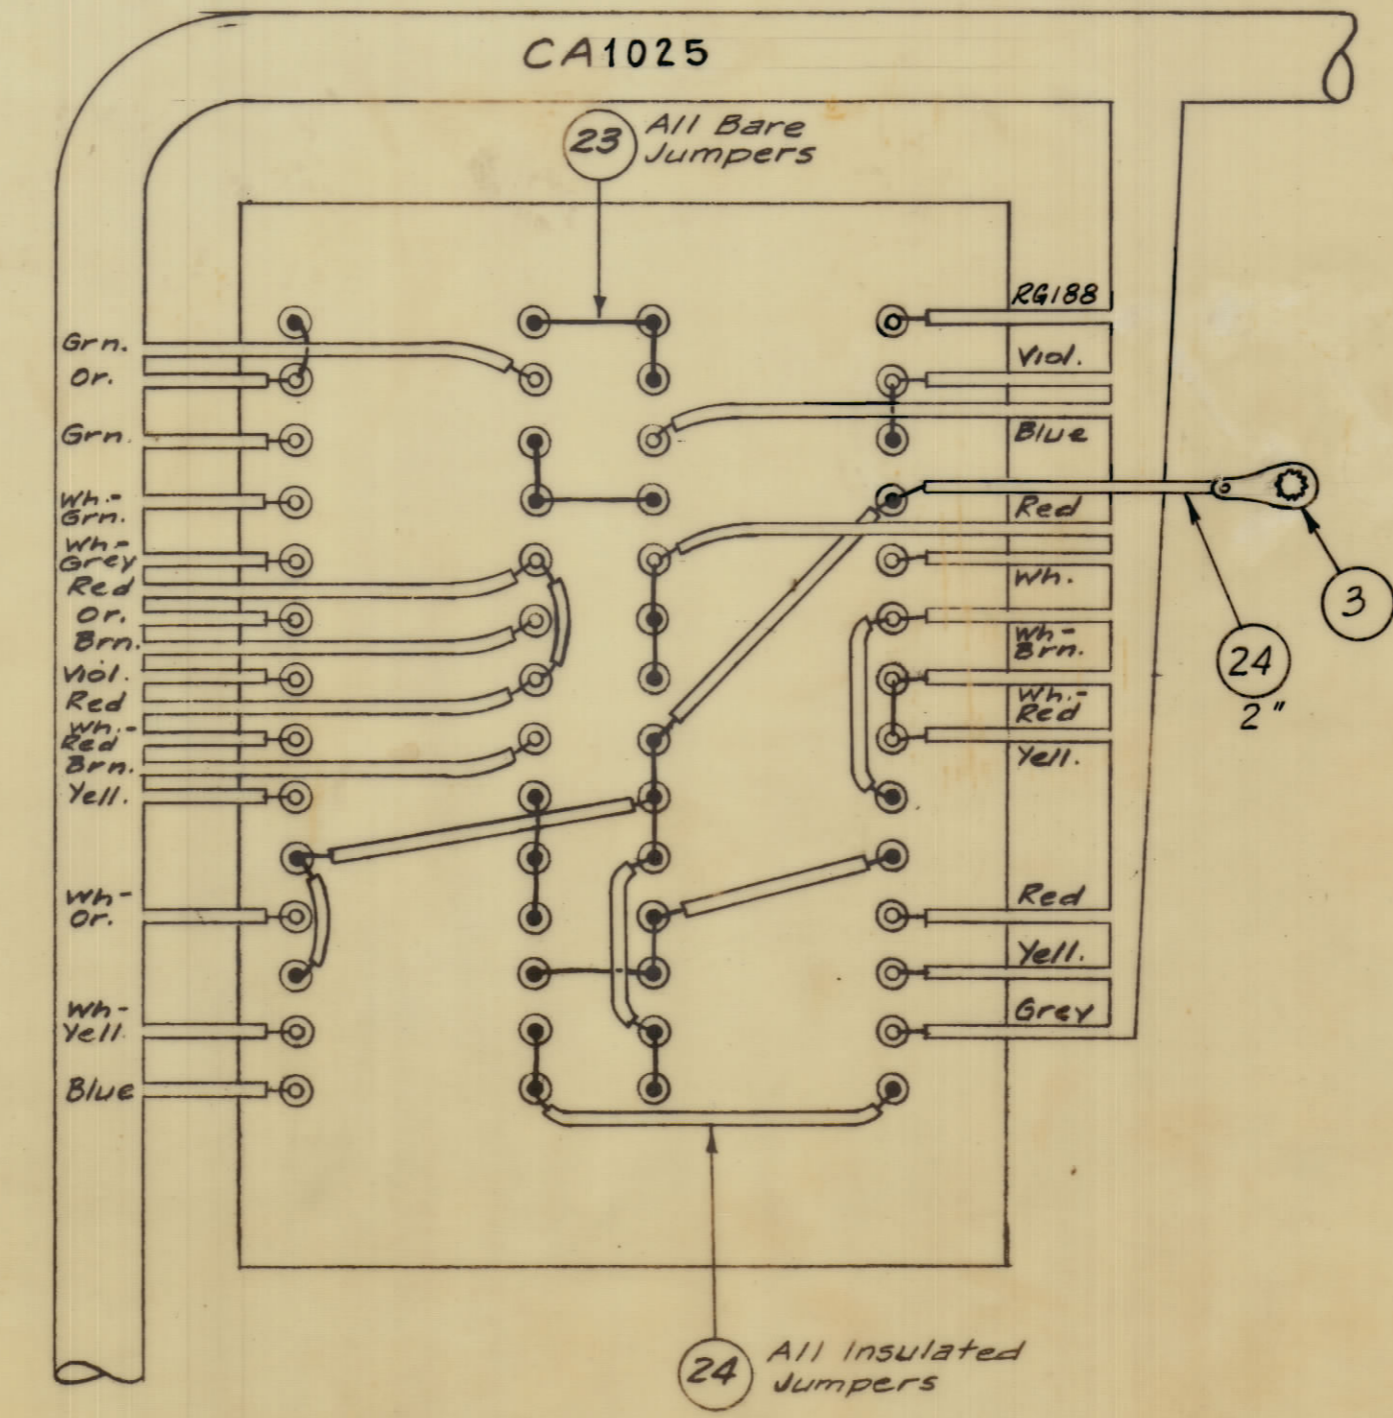 CA1025
23
All Bare
Jumpers
Grn.
Or.
Grn.
Wh.-
Grn.
Wh-
Grey
Red
Or.
Brn.
Viol.
Red
Wh.-
Red
Brn.
Yell.
Wh-
Or.
Wh-
Yell.
Blue
RG188
Viol.
Blue
Red
Wh.
Wh-
Brn.
Wh.-
Red
Yell.
Red
Yell.
Grey
3
24
2"
24
All Insulated
Jumpers